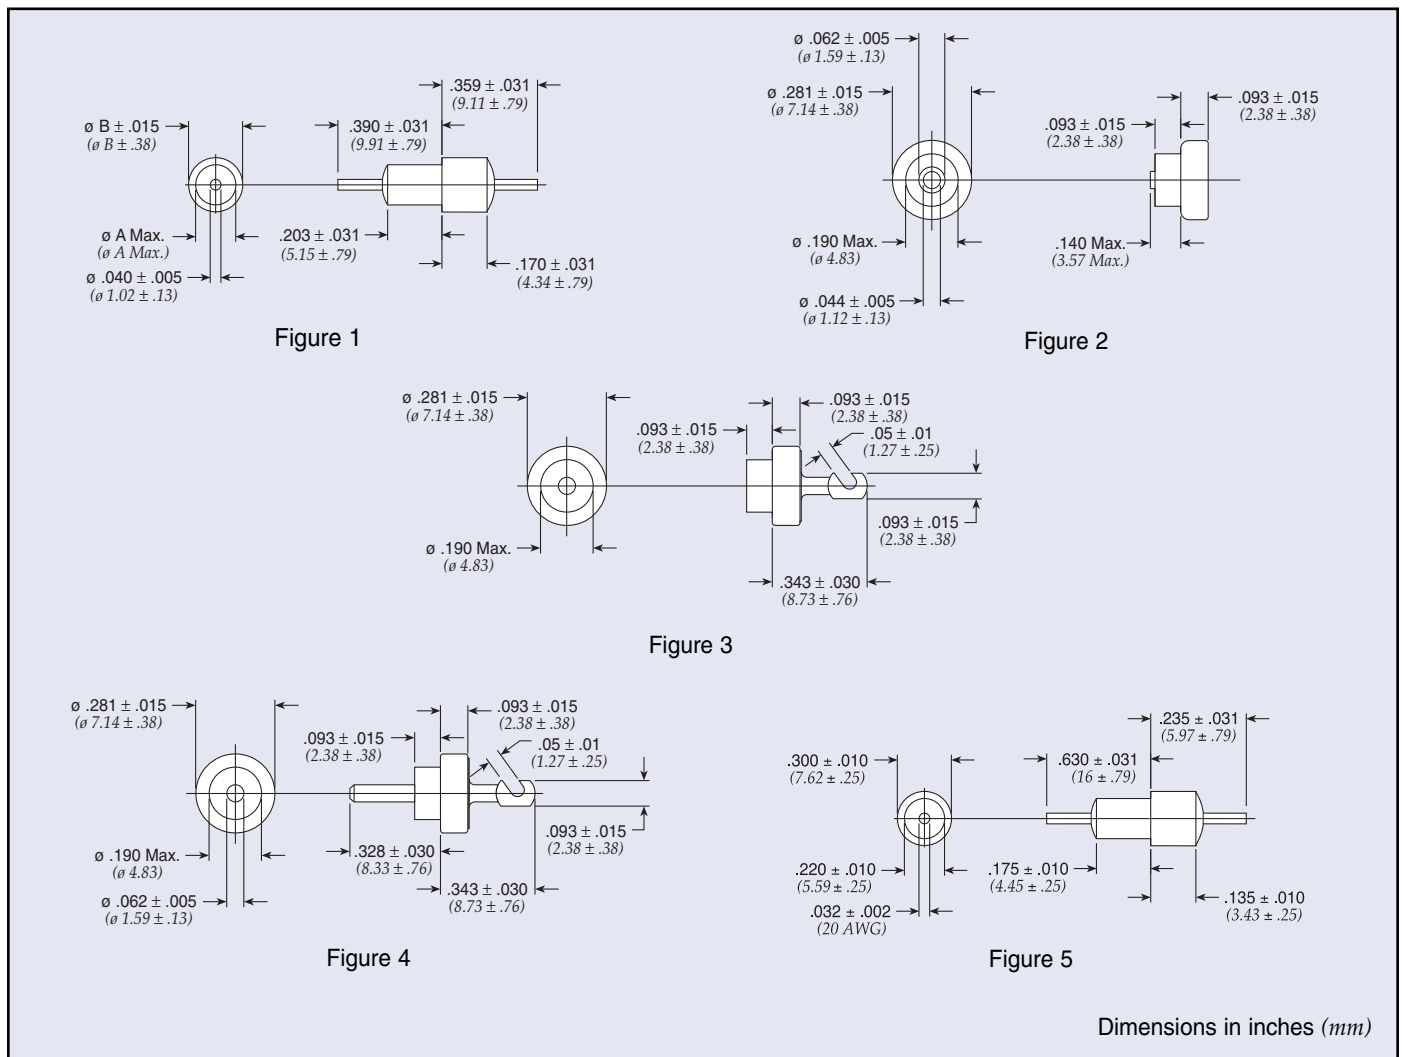 .359 ± .031
(9.11 ± .79)
ø B ± .015
(ø B ± .38)
.390 ± .031
(9.91 ± .79)
ø A Max.
(ø A Max.)
.203 ± .031
(5.15 ± .79)
.170 ± .031
(4.34 ± .79)
ø .040 ± .005
(ø 1.02 ± .13)
Figure 1
ø .062 ± .005
(ø 1.59 ± .13)
ø .281 ± .015
(ø 7.14 ± .38)
.093 ± .015
(2.38 ± .38)
.093 ± .015
(2.38 ± .38)
ø .190 Max.
(ø 4.83)
.140 Max.
(3.57 Max.)
ø .044 ± .005
(ø 1.12 ± .13)
Figure 2
ø .281 ± .015
(ø 7.14 ± .38)
.093 ± .015
(2.38 ± .38)
.093 ± .015
(2.38 ± .38)
.05 ± .01
(1.27 ± .25)
.093 ± .015
(2.38 ± .38)
ø .190 Max.
(ø 4.83)
.343 ± .030
(8.73 ± .76)
Figure 3
ø .281 ± .015
(ø 7.14 ± .38)
.093 ± .015
(2.38 ± .38)
.093 ± .015
(2.38 ± .38)
.05 ± .01
(1.27 ± .25)
.093 ± .015
(2.38 ± .38)
ø .190 Max.
(ø 4.83)
.328 ± .030
(8.33 ± .76)
.343 ± .030
(8.73 ± .76)
ø .062 ± .005
(ø 1.59 ± .13)
Figure 4
.235 ± .031
(5.97 ± .79)
.300 ± .010
(7.62 ± .25)
.630 ± .031
(16 ± .79)
.220 ± .010
(5.59 ± .25)
.175 ± .010
(4.45 ± .25)
.135 ± .010
(3.43 ± .25)
.032 ± .002
(20 AWG)
Figure 5
Dimensions in inches (mm)